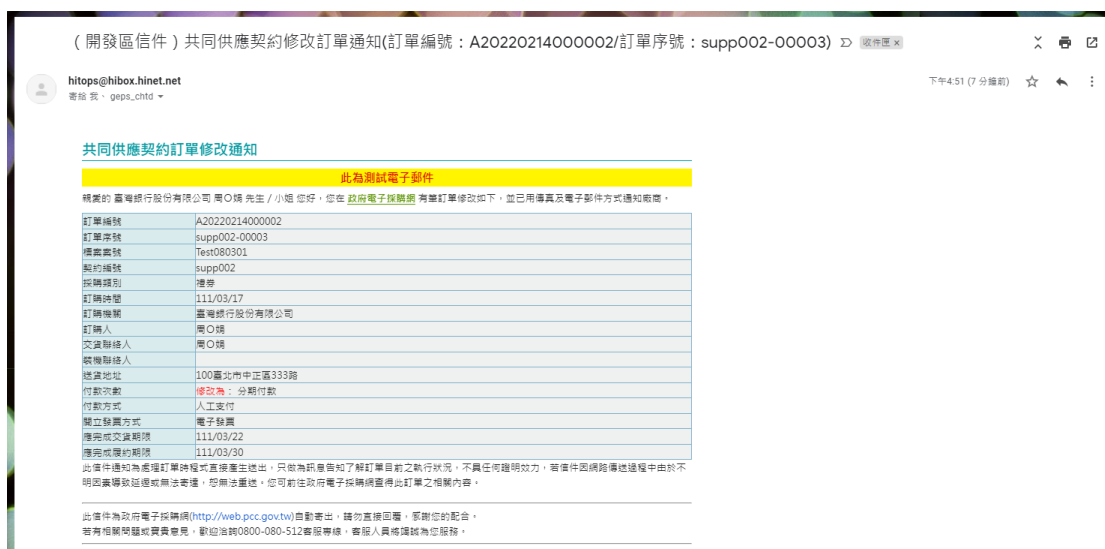 （開發區信件）共同供應契約修改訂單通知(訂單編號：A20220214000002/訂單序號：supp002-00003) 收件匣 x
hitops@hibox.hinet.net
下午4:51 (7 分鐘前)
寄給 我、 geps_chtd
共同供應契約訂單修改通知
此為測試電子郵件
親愛的 臺灣銀行股份有限公司 周O娟 先生 / 小姐 您好，您在 政府電子採購網 有筆訂單修改如下，並已用傳真及電子郵件方式通知廠商。
訂單編號 A20220214000002
訂單序號 supp002-00003
標案案號 Test080301
契約編號 supp002
採購類別 禮券
訂購時間 111/03/17
訂購機關 臺灣銀行股份有限公司
訂購人 周O娟
交貨聯絡人 周O娟
裝機聯絡人
送貨地址 100臺北市中正區333路
付款次數 修改為： 分期付款
付款方式 人工支付
開立發票方式 電子發票
應完成交貨期限 111/03/22
應完成履約期限 111/03/30
此信件通知為處理訂單時程式直接產生送出，只做為訊息告知了解訂單目前之執行狀況，不具任何證明效力，若信件因網路傳送過程中由於不
明因素導致延遲或無法寄達，恕無法重送。您可前往政府電子採購網查得此訂單之相關內容。
此信件為政府電子採購網(http://web.pcc.gov.tw)自動寄出，請勿直接回覆，感謝您的配合。
若有相關問題或寶貴意見，歡迎洽詢0800-080-512客服專線，客服人員將竭誠為您服務。